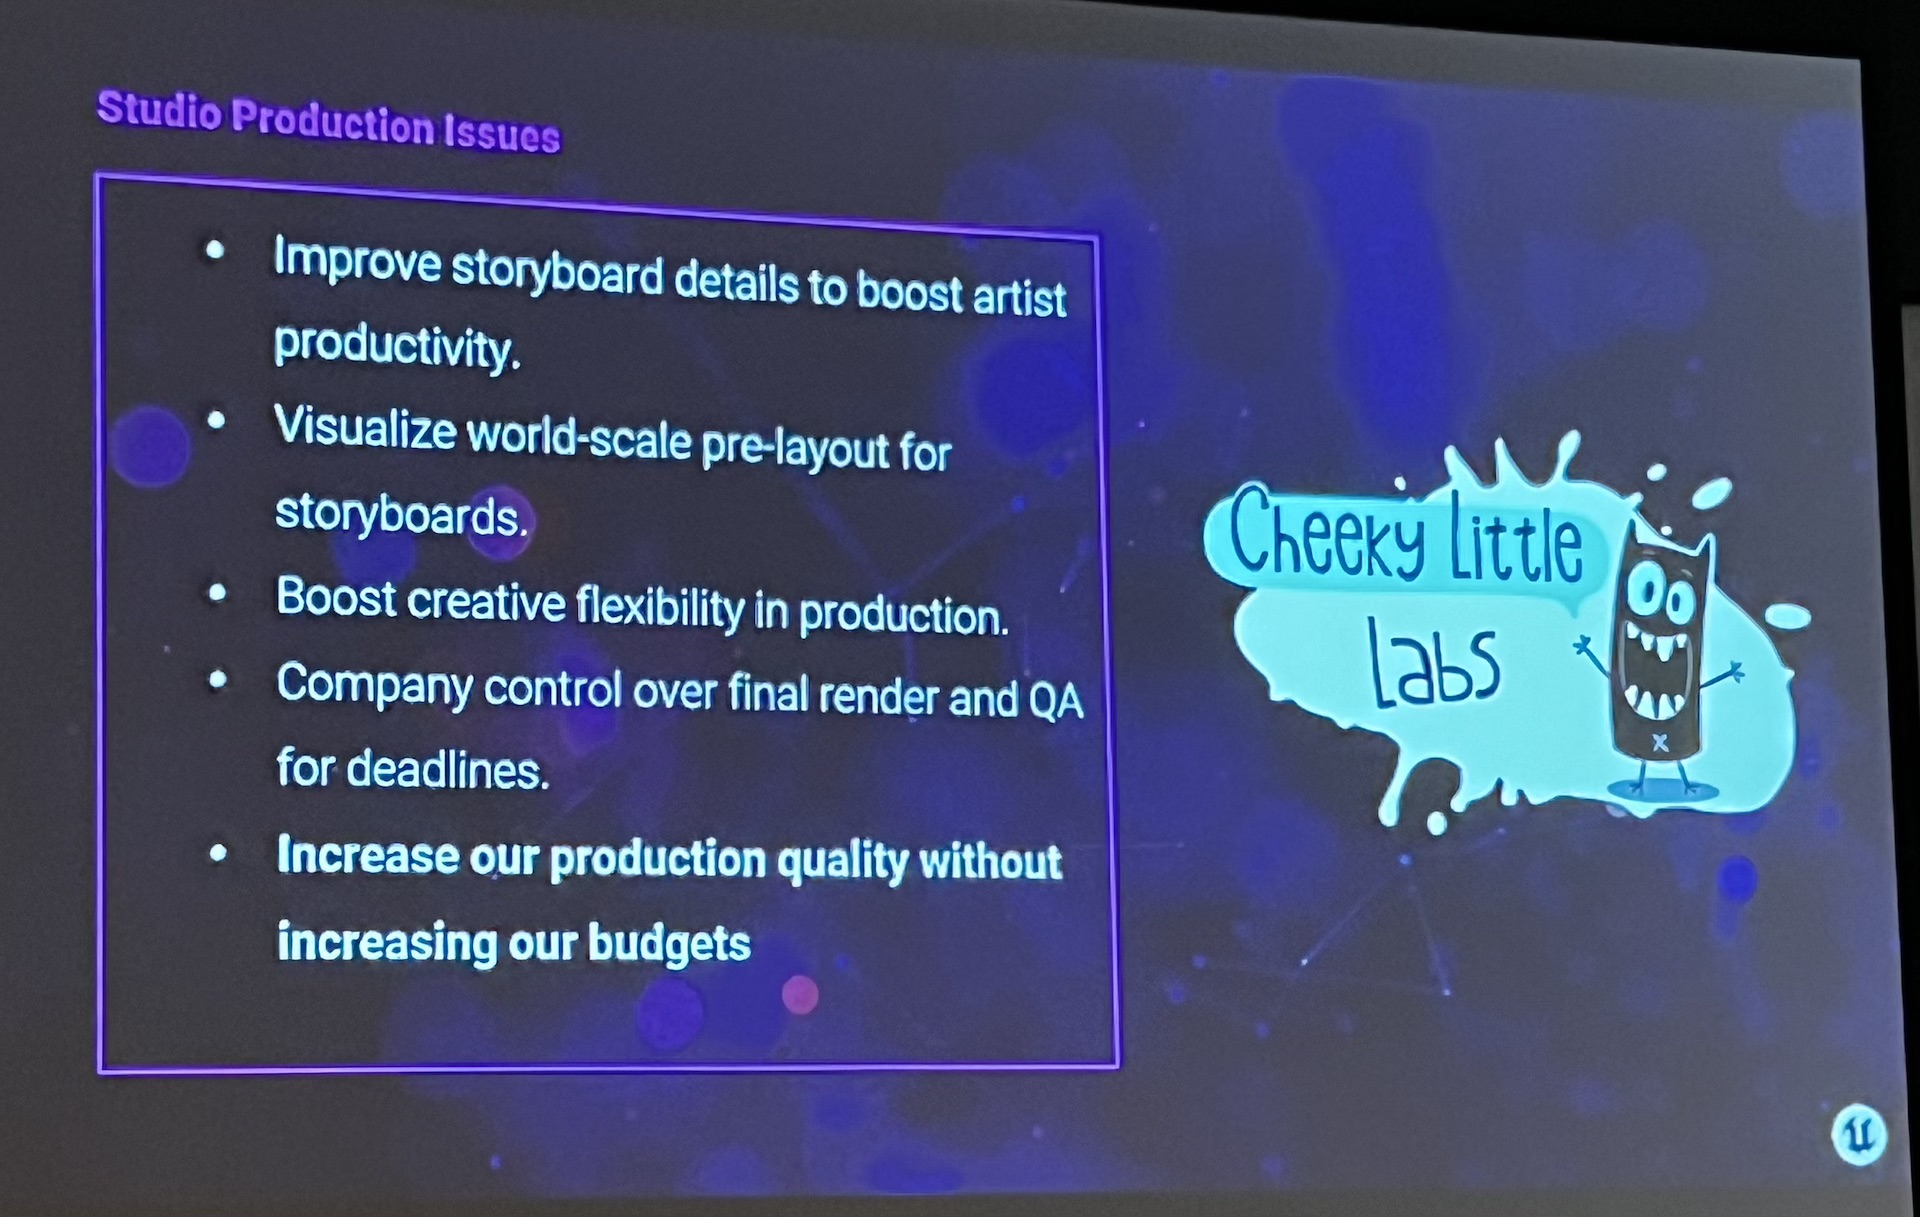 Studio Production Issues
• Improve storyboard details to boost artist
productivity.
• Visualize world-scale pre-layout for
storyboards.
• Boost creative flexibility in production.
• Company control over final render and QA
for deadlines.
• Increase our production quality without
increasing our budgets
Cheeky Little
Labs
U